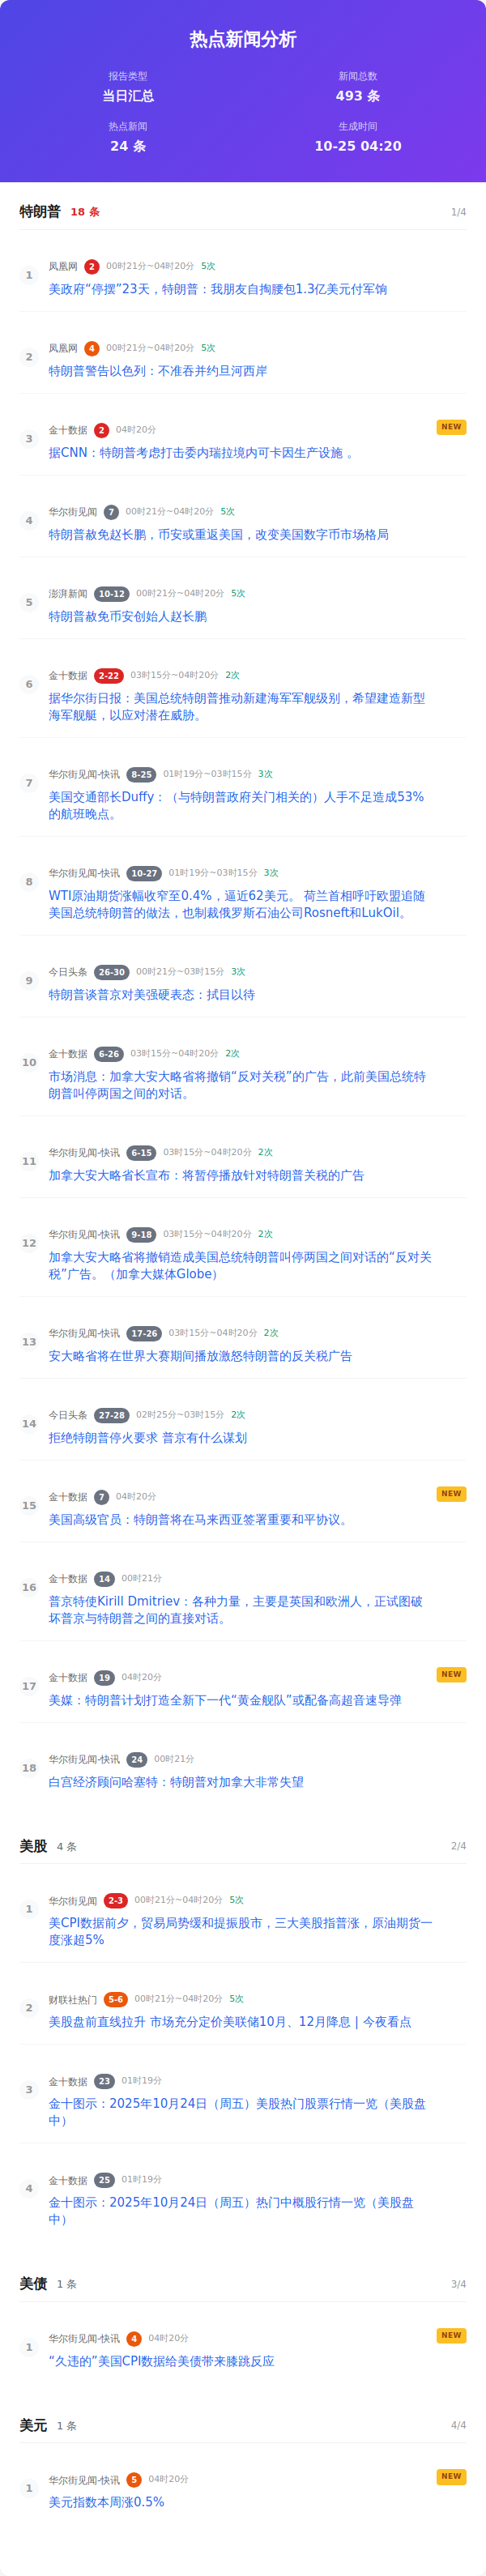 热点新闻分析
报告类型
新闻总数
当日汇总
493 条
热点新闻
生成时间
24 条
10-25 04:20
特朗普 18 条 1/4
1 凤凰网 2 00时21分~04时20分 5次
美政府“停摆”23天，特朗普：我朋友自掏腰包1.3亿美元付军饷
2 凤凰网 4 00时21分~04时20分 5次
特朗普警告以色列：不准吞并约旦河西岸
3 金十数据 2 04时20分 NEW
据CNN：特朗普考虑打击委内瑞拉境内可卡因生产设施 。
4 华尔街见闻 7 00时21分~04时20分 5次
特朗普赦免赵长鹏，币安或重返美国，改变美国数字币市场格局
5 澎湃新闻 10-12 00时21分~04时20分 5次
特朗普赦免币安创始人赵长鹏
6 金十数据 2-22 03时15分~04时20分 2次
据华尔街日报：美国总统特朗普推动新建海军军舰级别，希望建造新型
海军舰艇，以应对潜在威胁。
7 华尔街见闻-快讯 8-25 01时19分~03时15分 3次
美国交通部长Duffy：（与特朗普政府关门相关的）人手不足造成53%
的航班晚点。
8 华尔街见闻-快讯 10-27 01时19分~03时15分 3次
WTI原油期货涨幅收窄至0.4%，逼近62美元。 荷兰首相呼吁欧盟追随
美国总统特朗普的做法，也制裁俄罗斯石油公司Rosneft和LukOil。
9 今日头条 26-30 00时21分~03时15分 3次
特朗普谈普京对美强硬表态：拭目以待
10 金十数据 6-26 03时15分~04时20分 2次
市场消息：加拿大安大略省将撤销“反对关税”的广告，此前美国总统特
朗普叫停两国之间的对话。
11 华尔街见闻-快讯 6-15 03时15分~04时20分 2次
加拿大安大略省长宣布：将暂停播放针对特朗普关税的广告
12 华尔街见闻-快讯 9-18 03时15分~04时20分 2次
加拿大安大略省将撤销造成美国总统特朗普叫停两国之间对话的“反对关
税”广告。（加拿大媒体Globe）
13 华尔街见闻-快讯 17-26 03时15分~04时20分 2次
安大略省将在世界大赛期间播放激怒特朗普的反关税广告
14 今日头条 27-28 02时25分~03时15分 2次
拒绝特朗普停火要求 普京有什么谋划
15 金十数据 7 04时20分 NEW
美国高级官员：特朗普将在马来西亚签署重要和平协议。
16 金十数据 14 00时21分
普京特使Kirill Dmitriev：各种力量，主要是英国和欧洲人，正试图破
坏普京与特朗普之间的直接对话。
17 金十数据 19 04时20分 NEW
美媒：特朗普计划打造全新下一代“黄金舰队”或配备高超音速导弹
18 华尔街见闻-快讯 24 00时21分
白宫经济顾问哈塞特：特朗普对加拿大非常失望
美股 4 条 2/4
1 华尔街见闻 2-3 00时21分~04时20分 5次
美CPI数据前夕，贸易局势缓和提振股市，三大美股指普涨，原油期货一
度涨超5%
2 财联社热门 5-6 00时21分~04时20分 5次
美股盘前直线拉升 市场充分定价美联储10月、12月降息 | 今夜看点
3 金十数据 23 01时19分
金十图示：2025年10月24日（周五）美股热门股票行情一览（美股盘
中）
4 金十数据 25 01时19分
金十图示：2025年10月24日（周五）热门中概股行情一览（美股盘
中）
美债 1 条 3/4
1 华尔街见闻-快讯 4 04时20分 NEW
“久违的”美国CPI数据给美债带来膝跳反应
美元 1 条 4/4
1 华尔街见闻-快讯 5 04时20分 NEW
美元指数本周涨0.5%